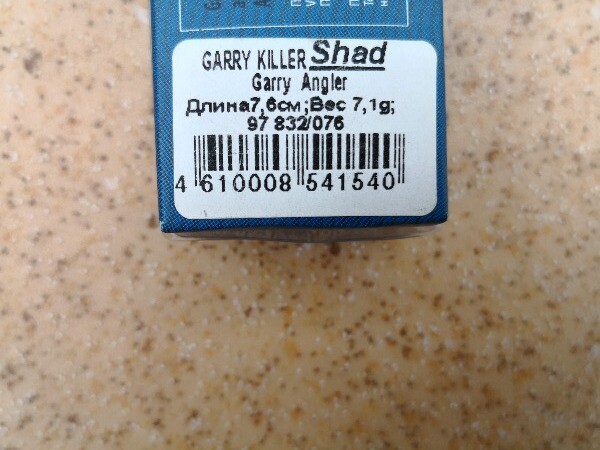 GARRY KILLER Shad
Garry Angler
Длина7,6см;Вес 7,1g;
97 832/076
4 610008 541540